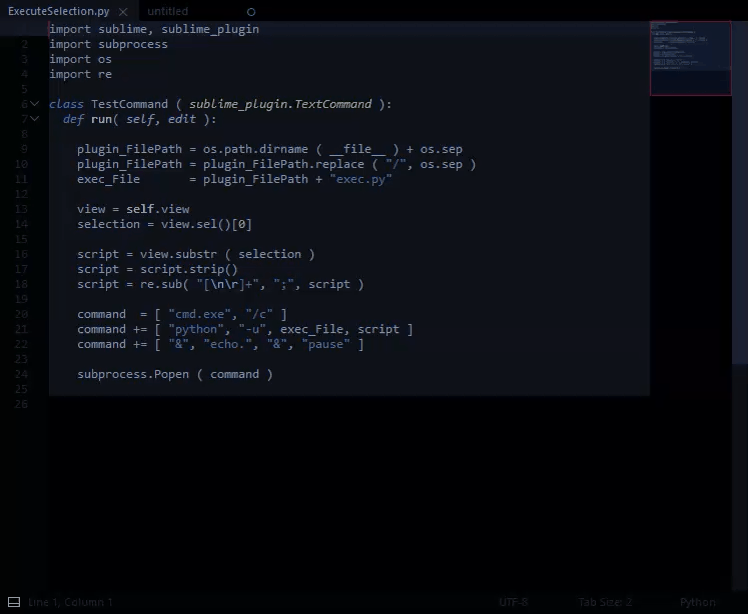 ExecuteSelection.py untitled
1 import sublime, sublime_plugin
2 import subprocess
3 import os
4 import re
5
6 class TestCommand ( sublime_plugin.TextCommand ):
7   def run( self, edit ):
8
9     plugin_FilePath = os.path.dirname ( __file__ ) + os.sep
10     plugin_FilePath = plugin_FilePath.replace ( "/", os.sep )
11     exec_File       = plugin_FilePath + "exec.py"
12
13     view = self.view
14     selection = view.sel()[0]
15
16     script = view.substr ( selection )
17     script = script.strip()
18     script = re.sub( "[\n\r]+", ";", script )
19
20     command  = [ "cmd.exe", "/c" ]
21     command += [ "python", "-u", exec_File, script ]
22     command += [ "&", "echo.", "&", "pause" ]
23
24     subprocess.Popen ( command )
25
26
Line 1, Column 1 UTF-8 Tab Size: 2 Python